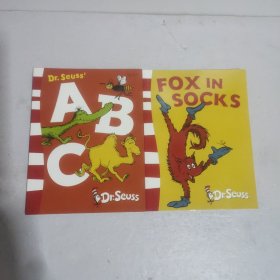 Dr. Seuss'
A
B
C
Dr. Seuss
FOX IN
SOCKS
Dr. Seuss